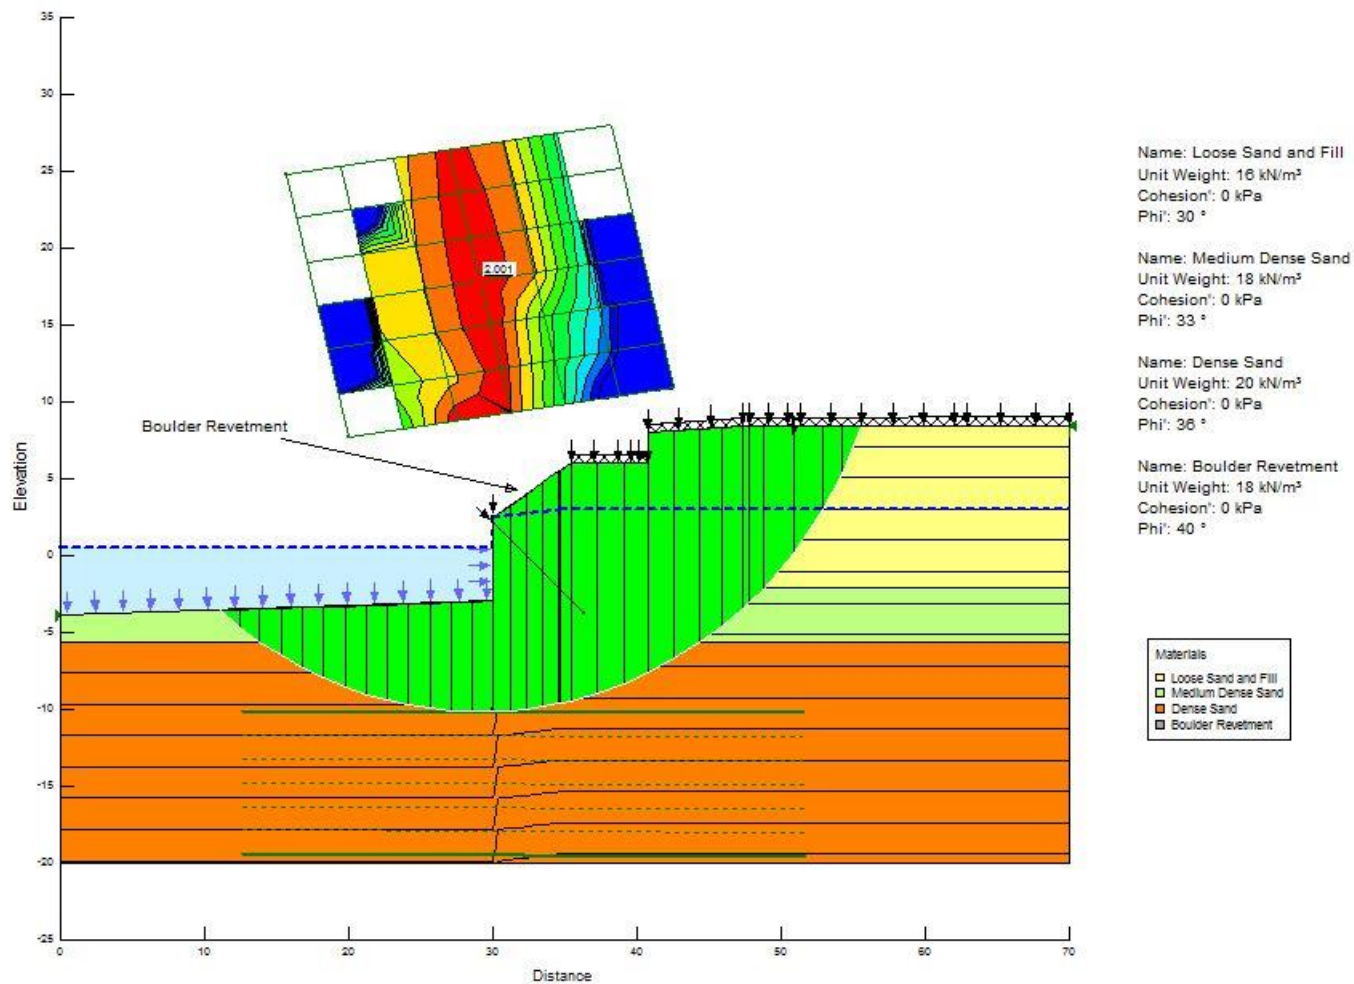 35
30
25
20
15
10
5
0
-5
-10
-15
-20
-25
Elevation
0
10
20
30
40
50
60
70
Distance
2.001
Boulder Revetment
Name: Loose Sand and Fill
Unit Weight: 16 kN/m³
Cohesion': 0 kPa
Phi': 30 °
Name: Medium Dense Sand
Unit Weight: 18 kN/m³
Cohesion': 0 kPa
Phi': 33 °
Name: Dense Sand
Unit Weight: 20 kN/m³
Cohesion': 0 kPa
Phi': 36 °
Name: Boulder Revetment
Unit Weight: 18 kN/m³
Cohesion': 0 kPa
Phi': 40 °
Materials
Loose Sand and Fill
Medium Dense Sand
Dense Sand
Boulder Revetment